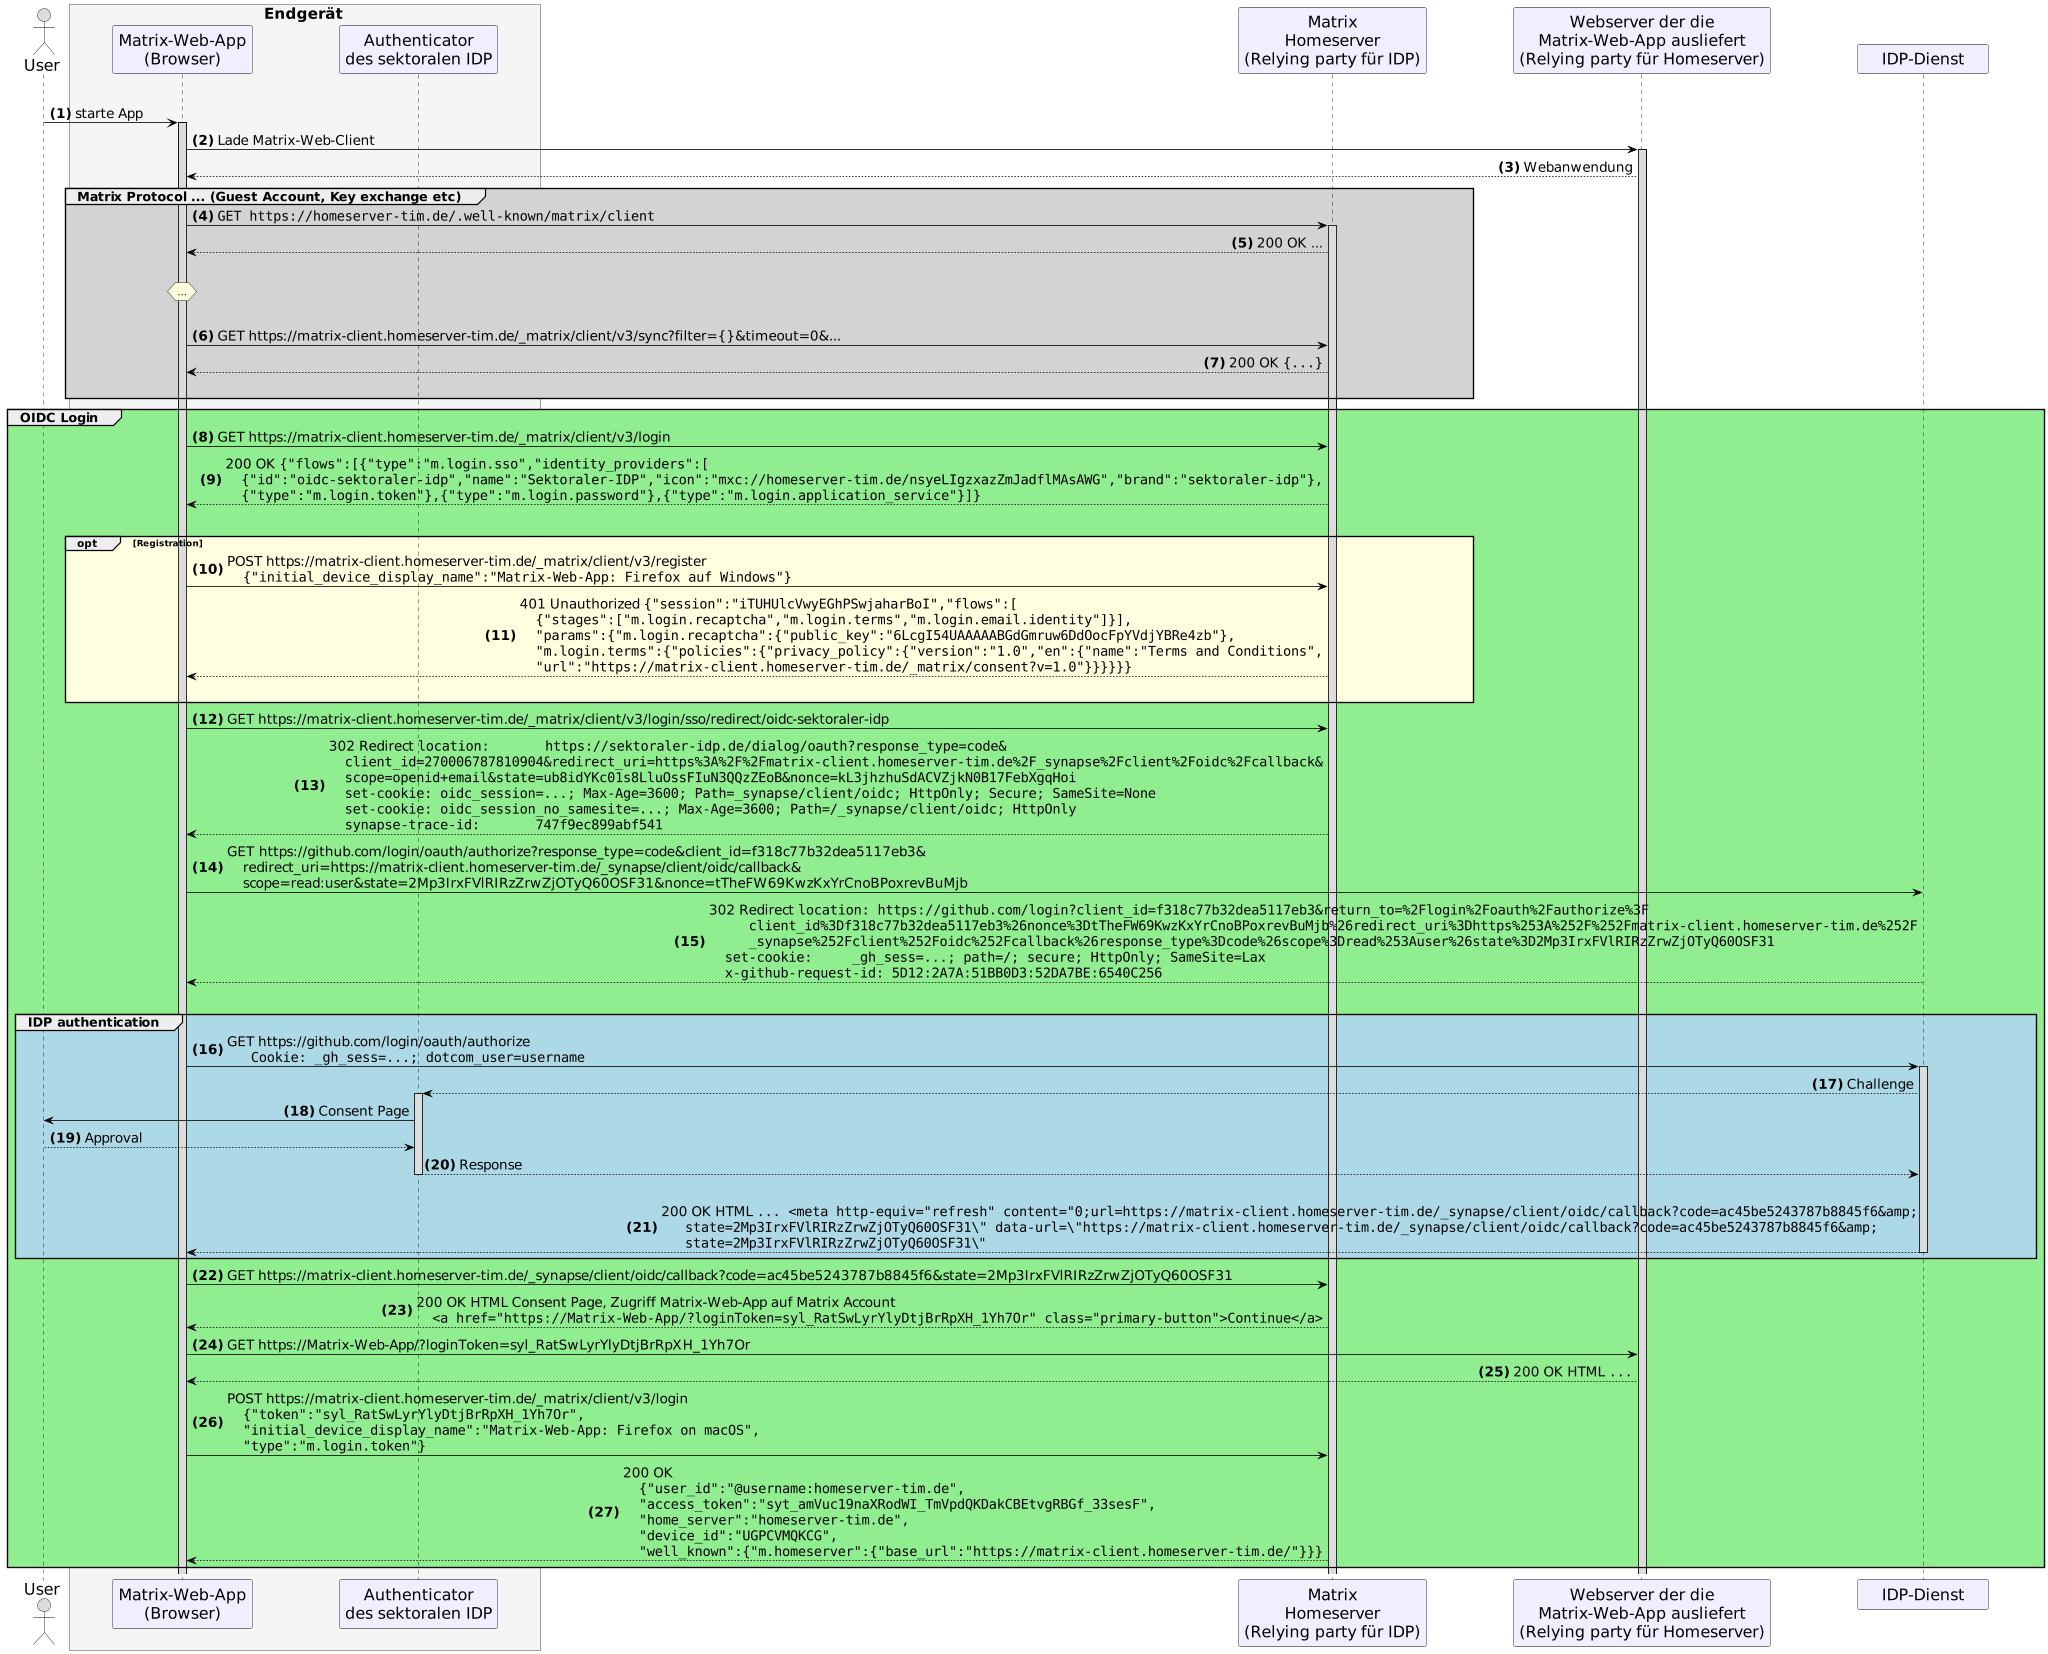 Endgerät
User
Matrix-Web-App
(Browser)
Authenticator
des sektoralen IDP
Matrix
Homeserver
(Relying party für IDP)
Webserver der die
Matrix-Web-App ausliefert
(Relying party für Homeserver)
IDP-Dienst
(1) starte App
(2) Lade Matrix-Web-Client
(3) Webanwendung
Matrix Protocol ... (Guest Account, Key exchange etc)
(4) GET https://homeserver-tim.de/.well-known/matrix/client
(5) 200 OK ...
...
(6) GET https://matrix-client.homeserver-tim.de/_matrix/client/v3/sync?filter={}&timeout=0&...
(7) 200 OK {...}
OIDC Login
(8) GET https://matrix-client.homeserver-tim.de/_matrix/client/v3/login
200 OK {"flows":[{"type":"m.login.sso","identity_providers":[
(9) {"id":"oidc-sektoraler-idp","name":"Sektoraler-IDP","icon":"mxc://homeserver-tim.de/nsyeLIgzxazZmJadflMAsAWG","brand":"sektoraler-idp"},
{"type":"m.login.token"},{"type":"m.login.password"},{"type":"m.login.application_service"}]}
opt [Registration]
POST https://matrix-client.homeserver-tim.de/_matrix/client/v3/register
(10) {"initial_device_display_name":"Matrix-Web-App: Firefox auf Windows"}
401 Unauthorized {"session":"iTUHUlcVwyEGhPSwjaharBoI","flows":[
{"stages":["m.login.recaptcha","m.login.terms","m.login.email.identity"]}],
(11) "params":{"m.login.recaptcha":{"public_key":"6LcgI54UAAAAABGdGmruw6DdOocFpYVdjYBRe4zb"},
"m.login.terms":{"policies":{"privacy_policy":{"version":"1.0","en":{"name":"Terms and Conditions",
"url":"https://matrix-client.homeserver-tim.de/_matrix/consent?v=1.0"}}}}}}
(12) GET https://matrix-client.homeserver-tim.de/_matrix/client/v3/login/sso/redirect/oidc-sektoraler-idp
302 Redirect location: https://sektoraler-idp.de/dialog/oauth?response_type=code&
client_id=270006787810904&redirect_uri=https%3A%2F%2Fmatrix-client.homeserver-tim.de%2F_synapse%2Fclient%2Foidc%2Fcallback&
scope=openid+email&state=ub8idYKc01s8LluOssFIuN3QQzZEoB&nonce=kL3jhzhuSdACVZjkN0B17FebXgqHoi
(13) set-cookie: oidc_session=...; Max-Age=3600; Path=_synapse/client/oidc; HttpOnly; Secure; SameSite=None
set-cookie: oidc_session_no_samesite=...; Max-Age=3600; Path=/_synapse/client/oidc; HttpOnly
synapse-trace-id: 747f9ec899abf541
GET https://github.com/login/oauth/authorize?response_type=code&client_id=f318c77b32dea5117eb3&
(14) redirect_uri=https://matrix-client.homeserver-tim.de/_synapse/client/oidc/callback&
scope=read:user&state=2Mp3IrxFVlRIRzZrwZjOTyQ60OSF31&nonce=tTheFW69KwzKxYrCnoBPoxrevBuMjb
302 Redirect location: https://github.com/login?client_id=f318c77b32dea5117eb3&return_to=%2Flogin%2Foauth%2Fauthorize%3F
client_id%3Df318c77b32dea5117eb3%26nonce%3DtTheFW69KwzKxYrCnoBPoxrevBuMjb%26redirect_uri%3Dhttps%253A%252F%252Fmatrix-client.homeserver-tim.de%252F
(15) _synapse%252Fclient%252Foidc%252Fcallback%26response_type%3Dcode%26scope%3Dread%253Auser%26state%3D2Mp3IrxFVlRIRzZrwZjOTyQ60OSF31
set-cookie: _gh_sess=...; path=/; secure; HttpOnly; SameSite=Lax
x-github-request-id: 5D12:2A7A:51BB0D3:52DA7BE:6540C256
IDP authentication
GET https://github.com/login/oauth/authorize
(16) Cookie: _gh_sess=...; dotcom_user=username
(17) Challenge
(18) Consent Page
(19) Approval
(20) Response
200 OK HTML ... <meta http-equiv="refresh" content="0;url=https://matrix-client.homeserver-tim.de/_synapse/client/oidc/callback?code=ac45be5243787b8845f6&amp;
(21) state=2Mp3IrxFVlRIRzZrwZjOTyQ60OSF31\" data-url=\"https://matrix-client.homeserver-tim.de/_synapse/client/oidc/callback?code=ac45be5243787b8845f6&amp;
state=2Mp3IrxFVlRIRzZrwZjOTyQ60OSF31\"
(22) GET https://matrix-client.homeserver-tim.de/_synapse/client/oidc/callback?code=ac45be5243787b8845f6&state=2Mp3IrxFVlRIRzZrwZjOTyQ60OSF31
200 OK HTML Consent Page, Zugriff Matrix-Web-App auf Matrix Account
(23) <a href="https://Matrix-Web-App/?loginToken=syl_RatSwLyrYlyDtjBrRpXH_1Yh7Or" class="primary-button">Continue</a>
(24) GET https://Matrix-Web-App/?loginToken=syl_RatSwLyrYlyDtjBrRpXH_1Yh7Or
(25) 200 OK HTML ...
POST https://matrix-client.homeserver-tim.de/_matrix/client/v3/login
(26) {"token":"syl_RatSwLyrYlyDtjBrRpXH_1Yh7Or",
"initial_device_display_name":"Matrix-Web-App: Firefox on macOS",
"type":"m.login.token"}
200 OK
{"user_id":"@username:homeserver-tim.de",
(27) "access_token":"syt_amVuc19naXRodWI_TmVpdQKDakCBEtvgRBGf_33sesF",
"home_server":"homeserver-tim.de",
"device_id":"UGPCVMQKCG",
"well_known":{"m.homeserver":{"base_url":"https://matrix-client.homeserver-tim.de/"}}}
User
Matrix-Web-App
(Browser)
Authenticator
des sektoralen IDP
Matrix
Homeserver
(Relying party für IDP)
Webserver der die
Matrix-Web-App ausliefert
(Relying party für Homeserver)
IDP-Dienst